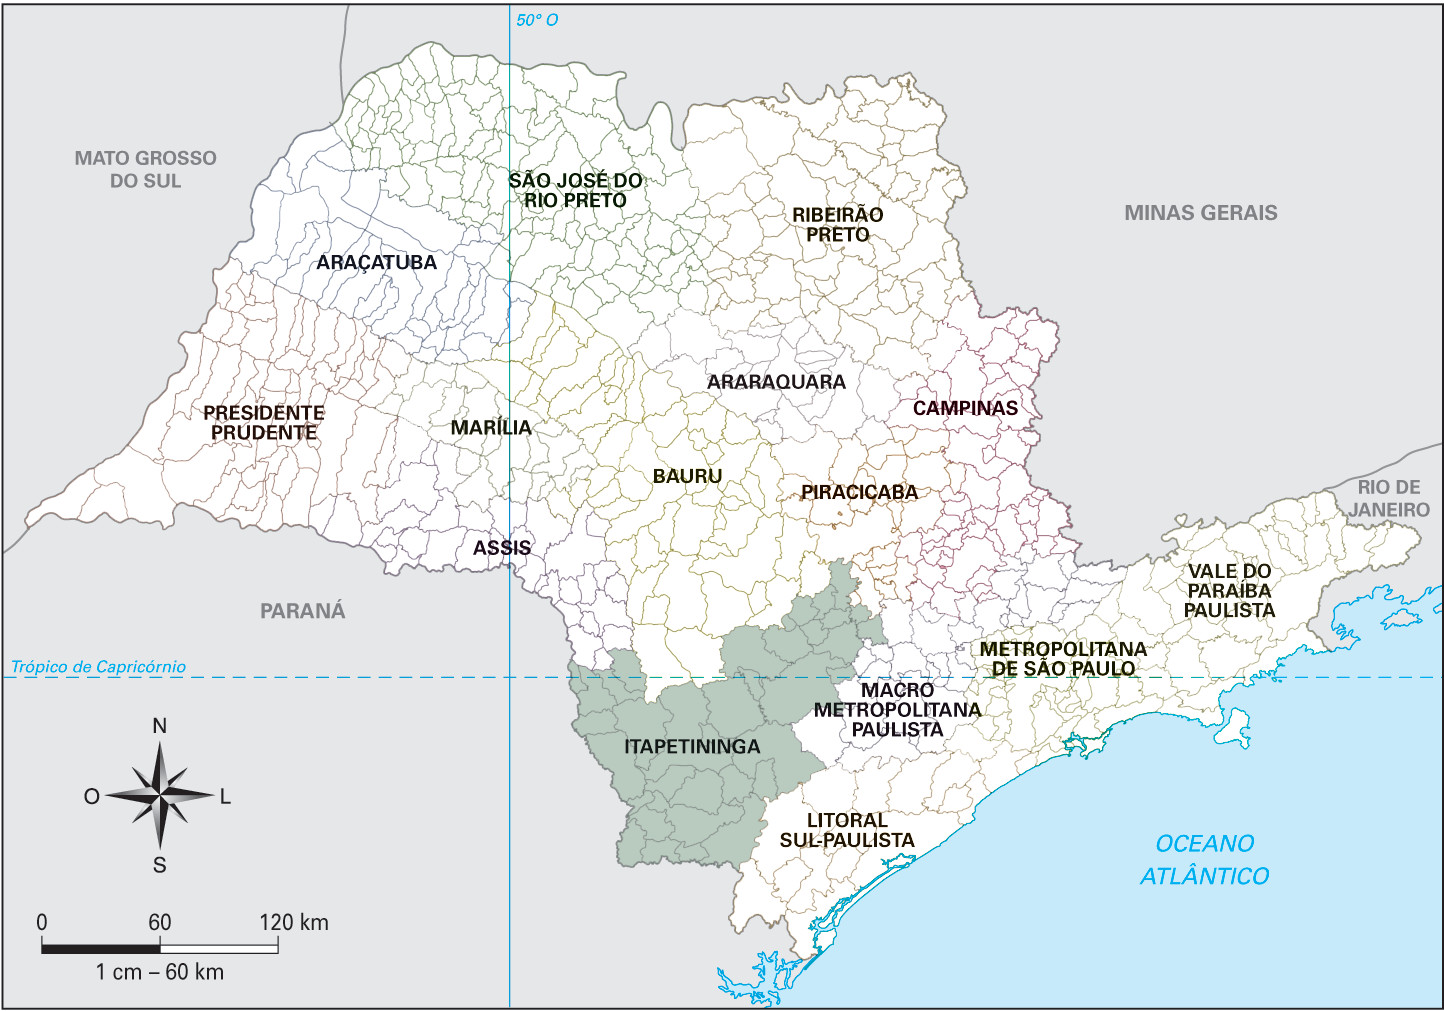 50° O
MATO GROSSO
DO SUL
SÃO JOSÉ DO
RIO PRETO
RIBEIRÃO
PRETO
MINAS GERAIS
ARAÇATUBA
ARARAQUARA
CAMPINAS
PRESIDENTE
PRUDENTE
MARÍLIA
BAURU
PIRACICABA
RIO DE
JANEIRO
ASSIS
VALE DO
PARAÍBA
PAULISTA
PARANÁ
METROPOLITANA
DE SÃO PAULO
Trópico de Capricórnio
MACRO
METROPOLITANA
PAULISTA
ITAPETININGA
N
O
L
S
LITORAL
SUL-PAULISTA
OCEANO
ATLÂNTICO
0 60 120 km
1 cm – 60 km